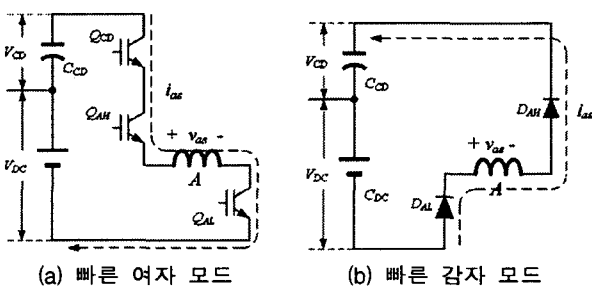 V_CD
C_CD
Q_CD
i_as
Q_AH
+ v_as -
V_DC
A
Q_AL
(a) 빠른 여자 모드
V_CD
C_CD
D_AH
i_as
+ v_as -
V_DC
C_DC
A
D_AL
(b) 빠른 감자 모드